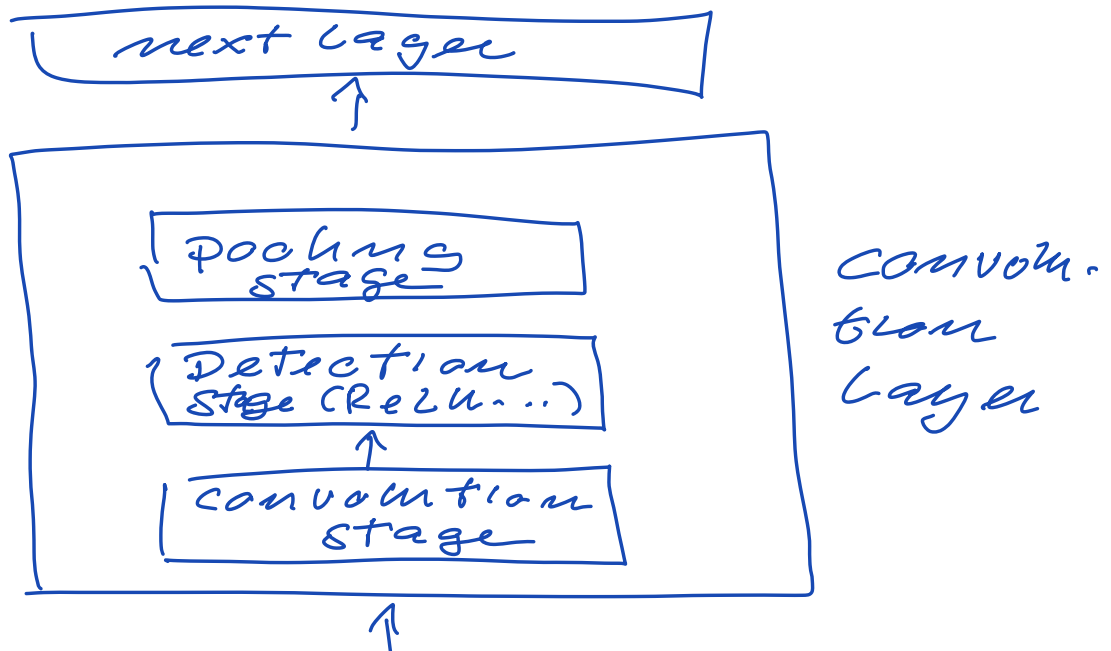 next layer
pooling
stage
Detection
stage (ReLU...)
convolution
stage
convolu-
tion
Layer